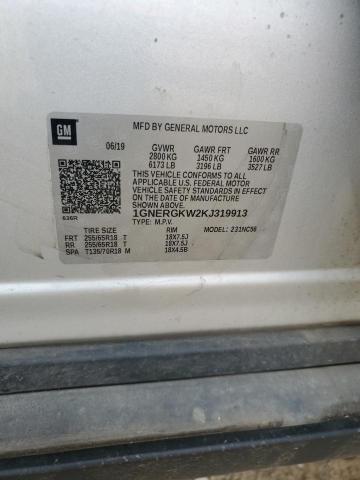 GM
MFD BY GENERAL MOTORS LLC
06/19 GVWR GAWR FRT GAWR RR
2800 KG 1450 KG 1600 KG
6173 LB 3196 LB 3527 LB
THIS VEHICLE CONFORMS TO ALL
APPLICABLE U.S. FEDERAL MOTOR
VEHICLE SAFETY STANDARDS IN EFFECT ON
THE DATE OF MANUFACTURE SHOWN ABOVE.
1GNERGKW2KJ319913
636R TYPE: M.P.V.
TIRE SIZE RIM MODEL: 231NC56
FRT 255/65R18 T 18X7.5J
RR 255/65R18 T 18X7.5J
SPA T135/70R18 M 18X4.5B